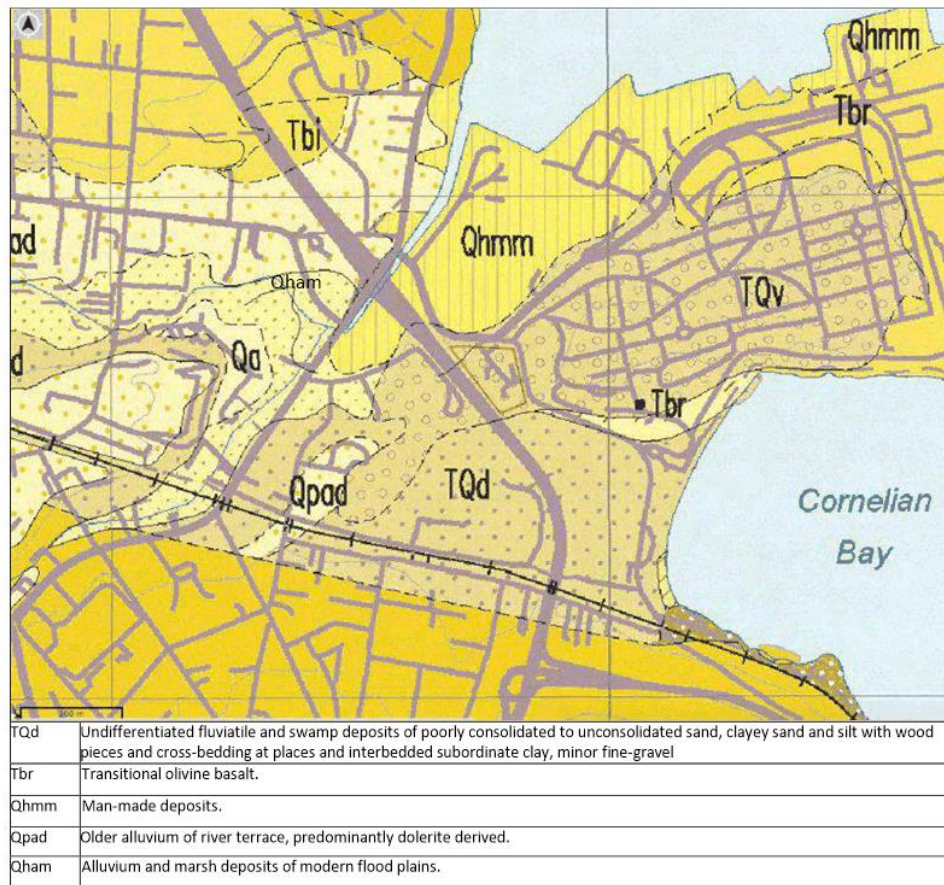 Qhmm
Tbr
Tbi
ad
Qhmm
Qham
TQv
Qa
d
Tbr
Qpad
TQd
Cornelian
Bay
TQd Undifferentiated fluviatile and swamp deposits of poorly consolidated to unconsolidated sand, clayey sand and silt with wood
pieces and cross-bedding at places and interbedded subordinate clay, minor fine-gravel
Tbr Transitional olivine basalt.
Qhmm Man-made deposits.
Qpad Older alluvium of river terrace, predominantly dolerite derived.
Qham Alluvium and marsh deposits of modern flood plains.